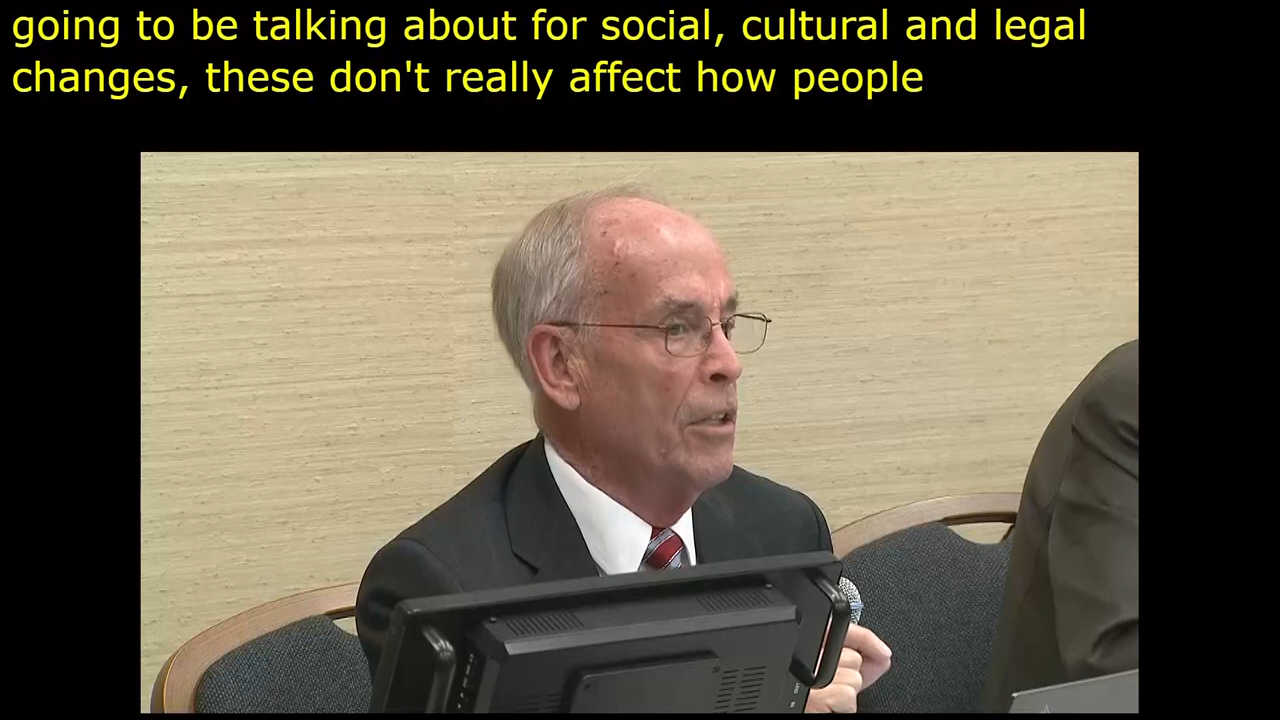 going to be talking about for social, cultural and legal
changes, these don't really affect how people